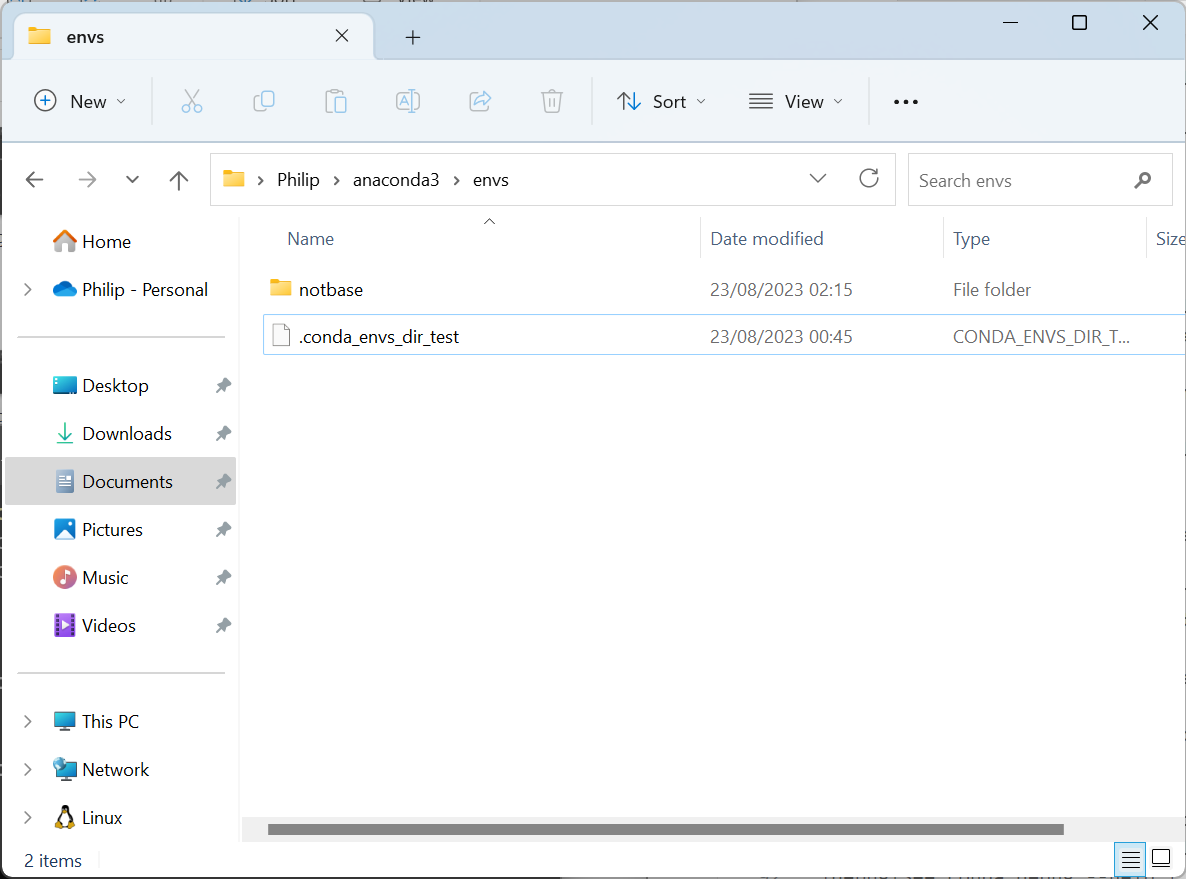 envs
New
Sort
View
Philip > anaconda3 > envs
Search envs
Name
Date modified
Type
Size
notbase
23/08/2023 02:15
File folder
.conda_envs_dir_test
23/08/2023 00:45
CONDA_ENVS_DIR_T...
Home
Philip - Personal
Desktop
Downloads
Documents
Pictures
Music
Videos
This PC
Network
Linux
2 items